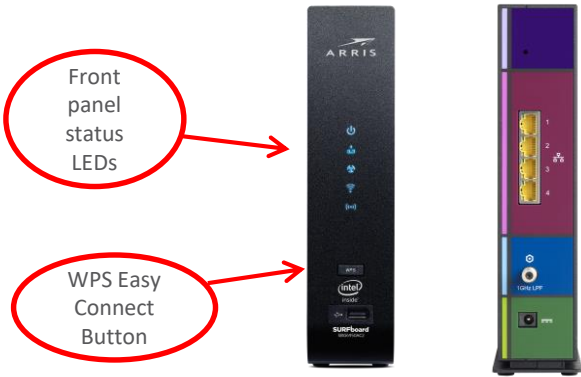 Front
panel
status
LEDs
WPS Easy
Connect
Button
ARRIS
WPS
intel
inside
SURFboard
1
2
3
4
1GHz LPF